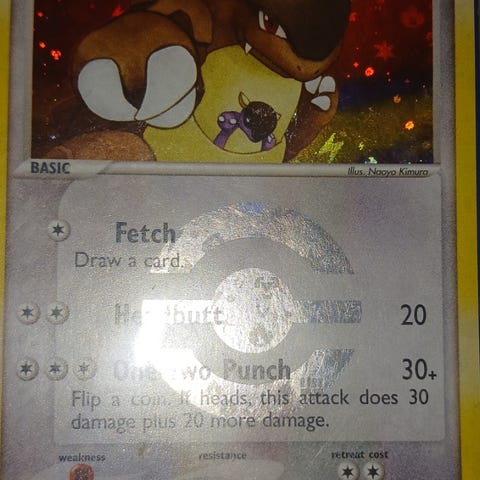 BASIC
Illus. Naoyo Kimura
Fetch
Draw a card.
Headbutt 20
One-Two Punch 30+
Flip a coin. If heads, this attack does 30
damage plus 20 more damage.
weakness resistance retreat cost